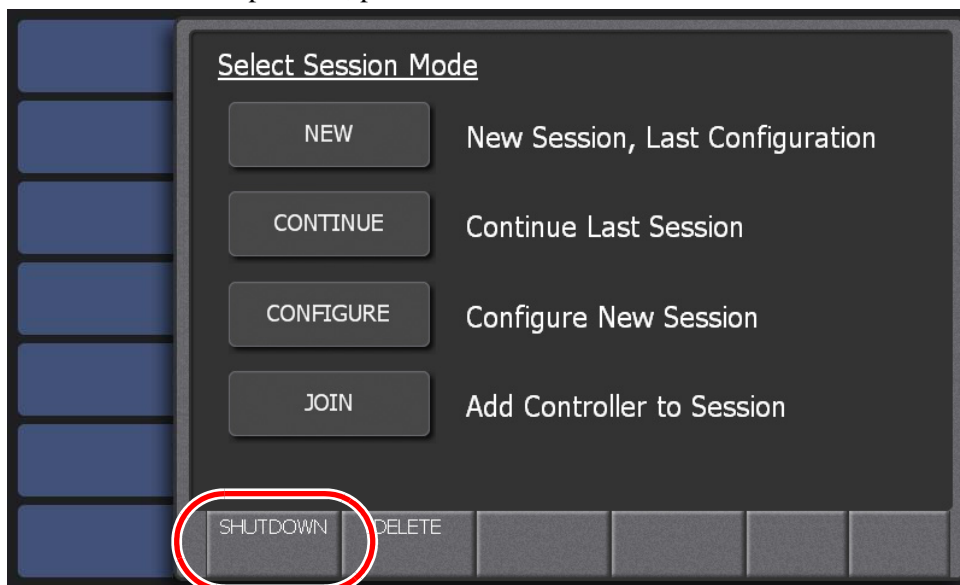 Select Session Mode
NEW New Session, Last Configuration
CONTINUE Continue Last Session
CONFIGURE Configure New Session
JOIN Add Controller to Session
SHUTDOWN DELETE